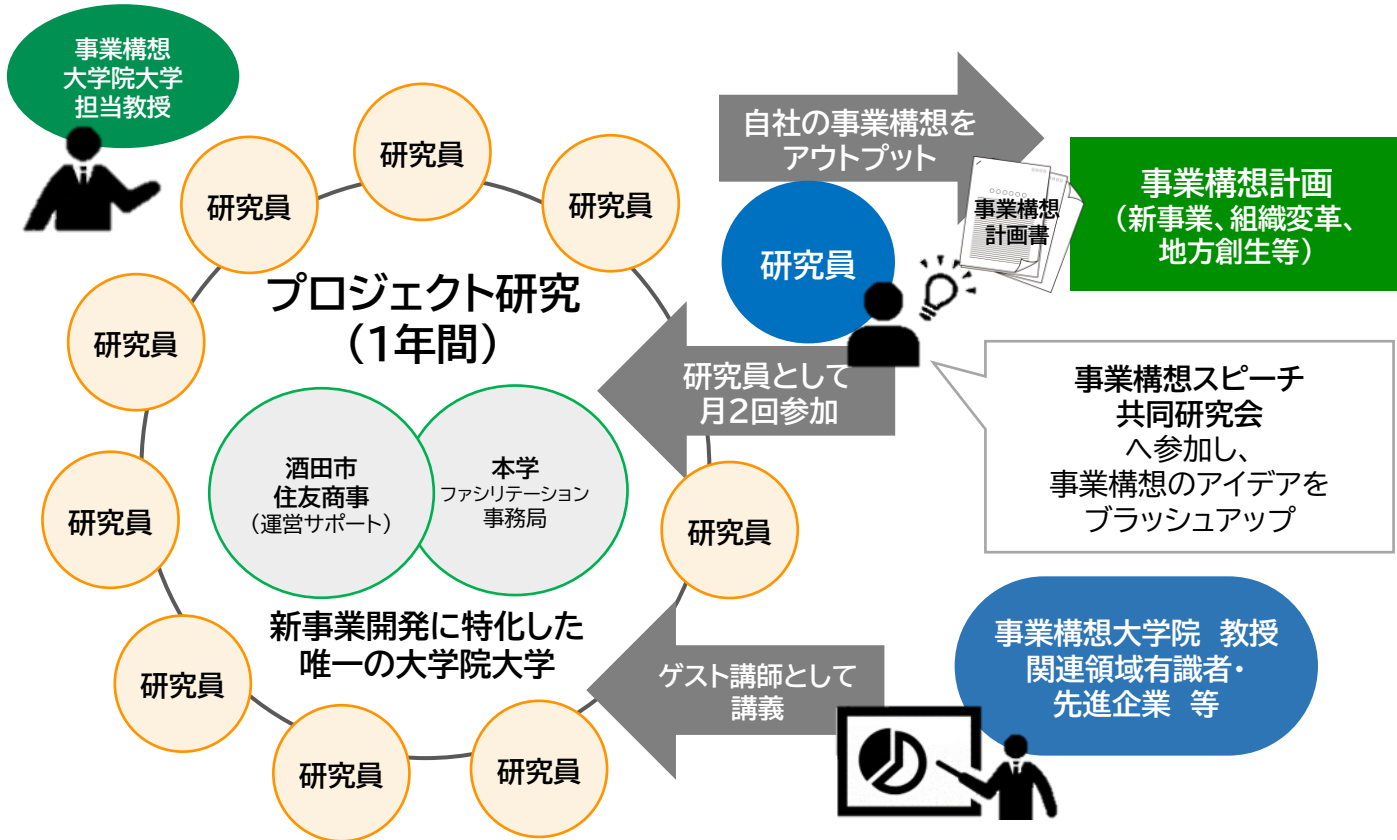 事業構想
大学院大学
担当教授
研究員
研究員
研究員
研究員
研究員
研究員
研究員
研究員
研究員
プロジェクト研究
（1年間）
酒田市
住友商事
（運営サポート）
本学
ファシリテーション
事務局
新事業開発に特化した
唯一の大学院大学
自社の事業構想を
アウトプット
研究員
事業構想
計画書
事業構想計画
（新事業、組織変革、
地方創生等）
研究員として
月2回参加
事業構想スピーチ
共同研究会
へ参加し、
事業構想のアイデアを
ブラッシュアップ
ゲスト講師として
講義
事業構想大学院 教授
関連領域有識者・
先進企業 等